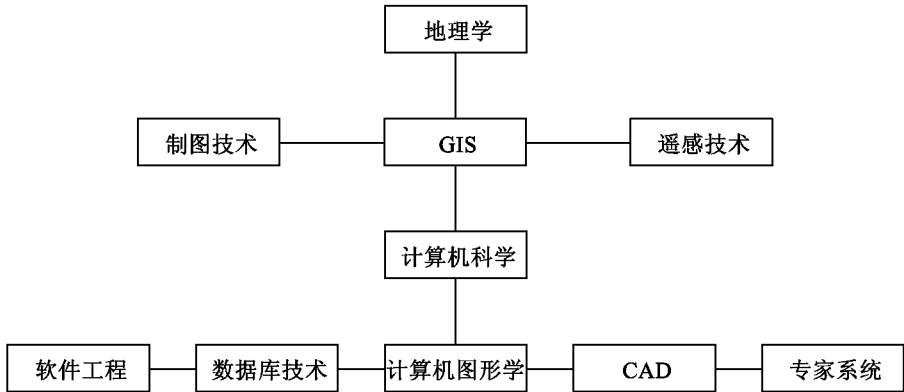 地理学
制图技术
GIS
遥感技术
计算机科学
软件工程
数据库技术
计算机图形学
CAD
专家系统